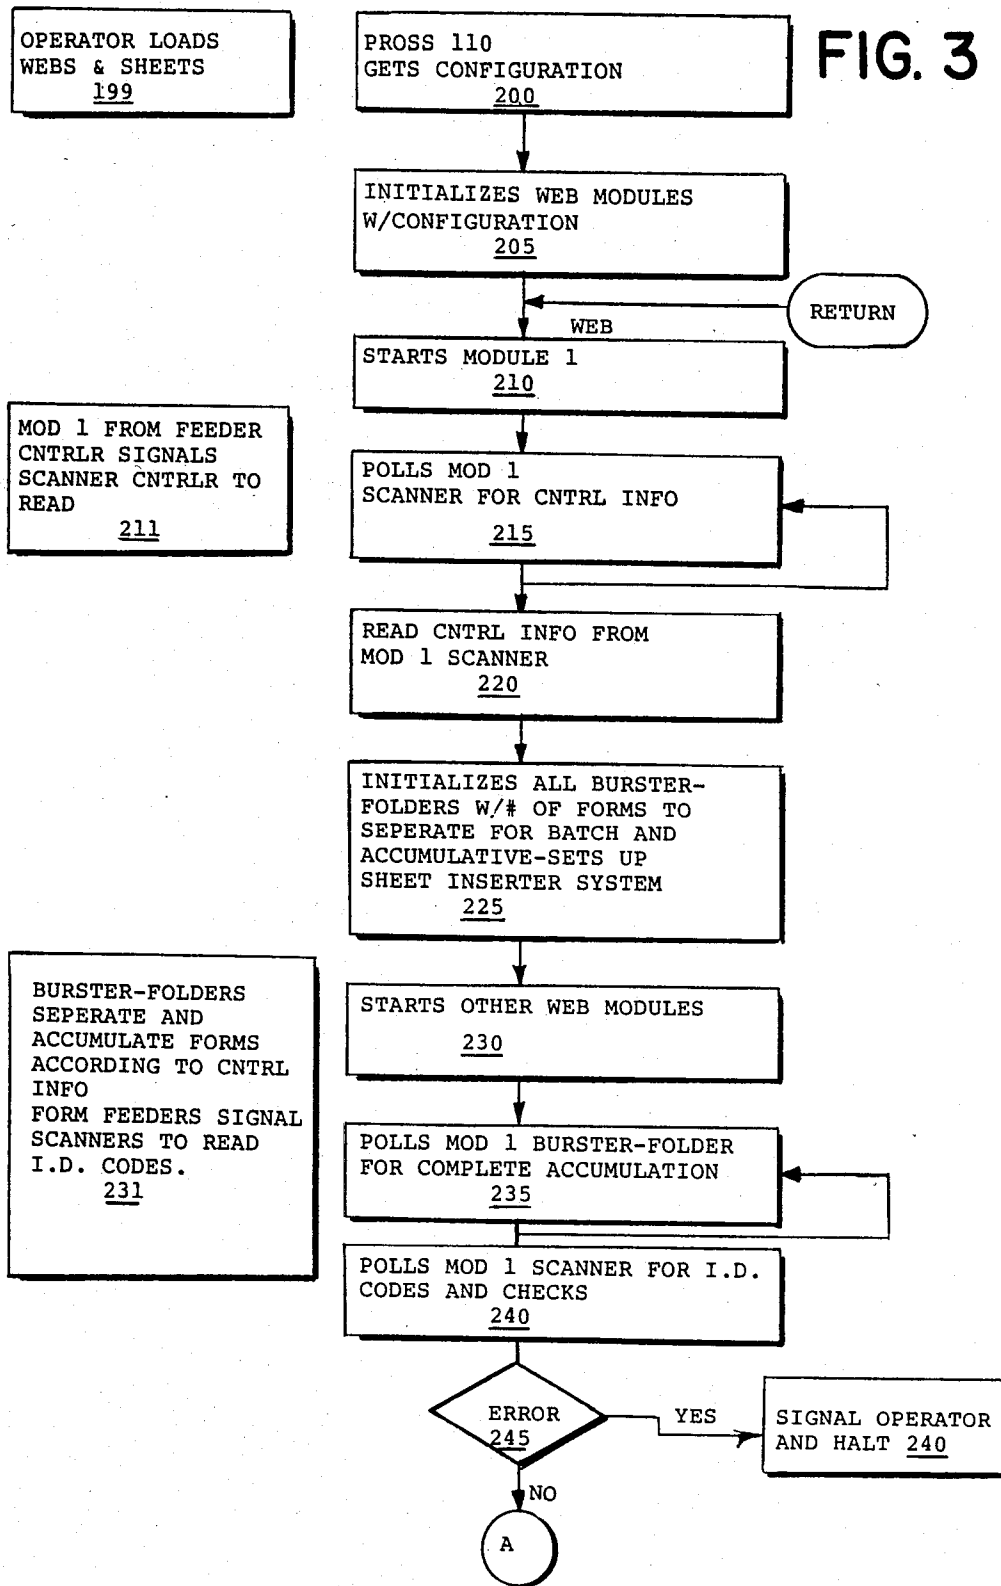 FIG. 3
OPERATOR LOADS
WEBS & SHEETS
199
PROSS 110
GETS CONFIGURATION
200
INITIALIZES WEB MODULES
W/CONFIGURATION
205
RETURN
WEB
STARTS MODULE 1
210
MOD 1 FROM FEEDER
CNTRLR SIGNALS
SCANNER CNTRLR TO
READ
211
POLLS MOD 1
SCANNER FOR CNTRL INFO
215
READ CNTRL INFO FROM
MOD 1 SCANNER
220
INITIALIZES ALL BURSTER-
FOLDERS W/# OF FORMS TO
SEPERATE FOR BATCH AND
ACCUMULATIVE-SETS UP
SHEET INSERTER SYSTEM
225
BURSTER-FOLDERS
SEPERATE AND
ACCUMULATE FORMS
ACCORDING TO CNTRL
INFO
FORM FEEDERS SIGNAL
SCANNERS TO READ
I.D. CODES.
231
STARTS OTHER WEB MODULES
230
POLLS MOD 1 BURSTER-FOLDER
FOR COMPLETE ACCUMULATION
235
POLLS MOD 1 SCANNER FOR I.D.
CODES AND CHECKS
240
ERROR
245
YES
SIGNAL OPERATOR
AND HALT 240
NO
A